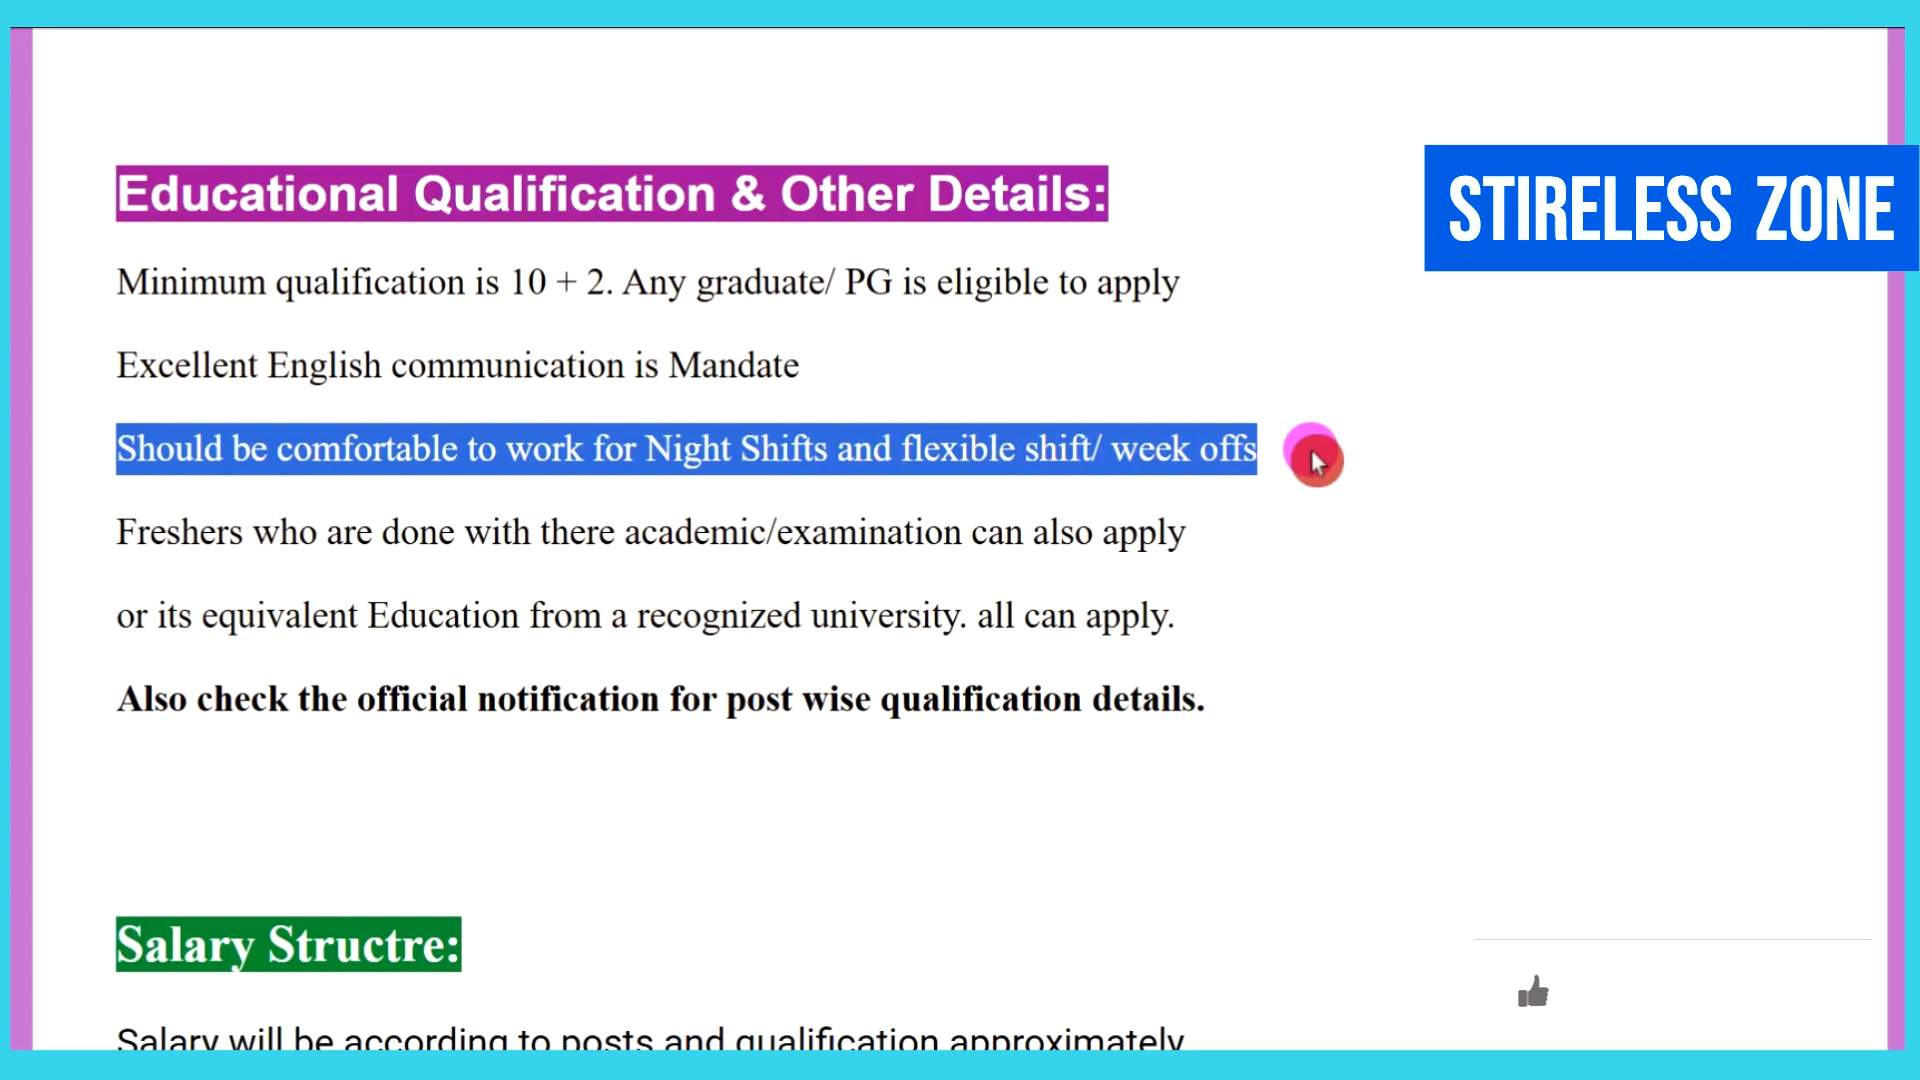 Educational Qualification & Other Details:
STIRELESS ZONE
Minimum qualification is 10 + 2. Any graduate/ PG is eligible to apply
Excellent English communication is Mandate
Should be comfortable to work for Night Shifts and flexible shift/ week offs
Freshers who are done with there academic/examination can also apply
or its equivalent Education from a recognized university. all can apply.
Also check the official notification for post wise qualification details.
Salary Structre:
Salary will be according to posts and qualification approximately